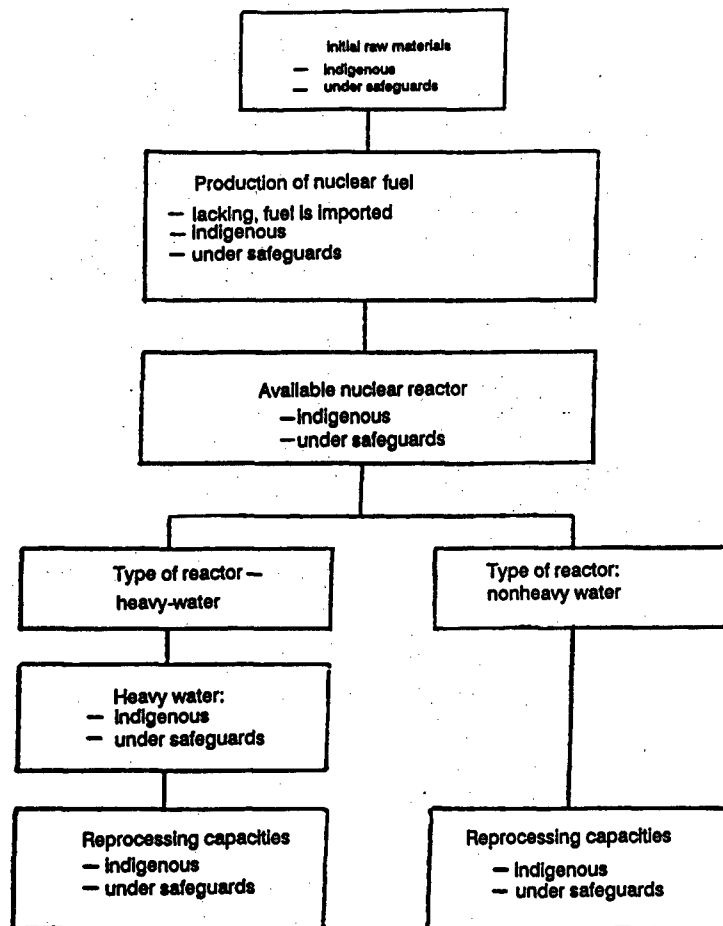 Initial raw materials
— indigenous
— under safeguards
Production of nuclear fuel
— lacking, fuel is imported
— indigenous
— under safeguards
Available nuclear reactor
— indigenous
— under safeguards
Type of reactor —
heavy-water
Type of reactor:
nonheavy water
Heavy water:
— indigenous
— under safeguards
Reprocessing capacities
— indigenous
— under safeguards
Reprocessing capacities
— indigenous
— under safeguards